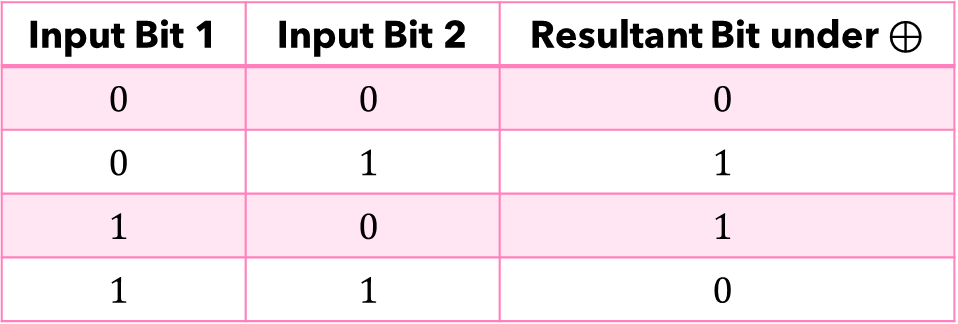 Input Bit 1 Input Bit 2 Resultant Bit under ⊕
0 0 0
0 1 1
1 0 1
1 1 0